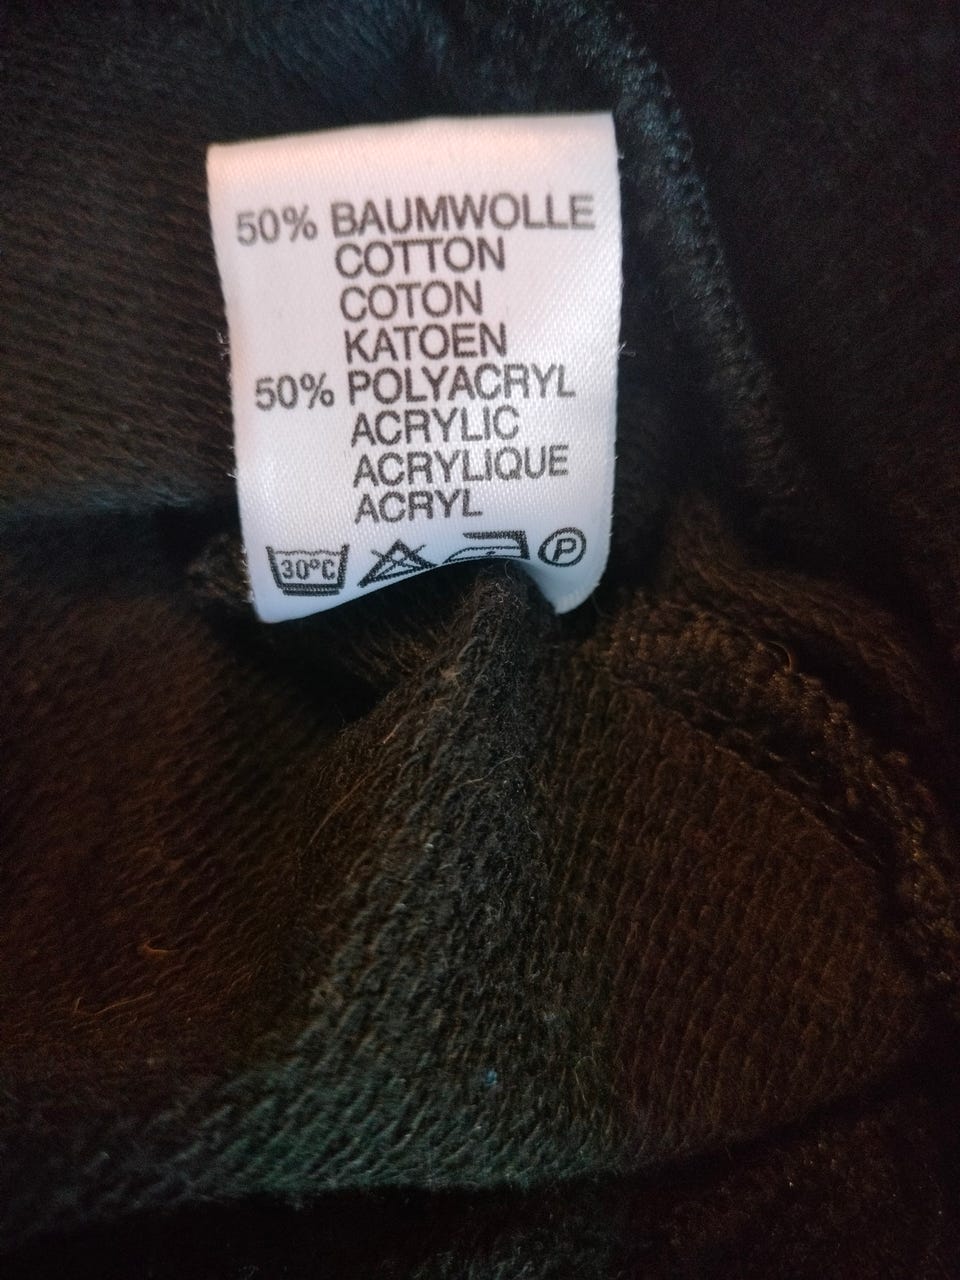 50% BAUMWOLLE
COTTON
COTON
KATOEN
50% POLYACRYL
ACRYLIC
ACRYLIQUE
ACRYL
30°C P